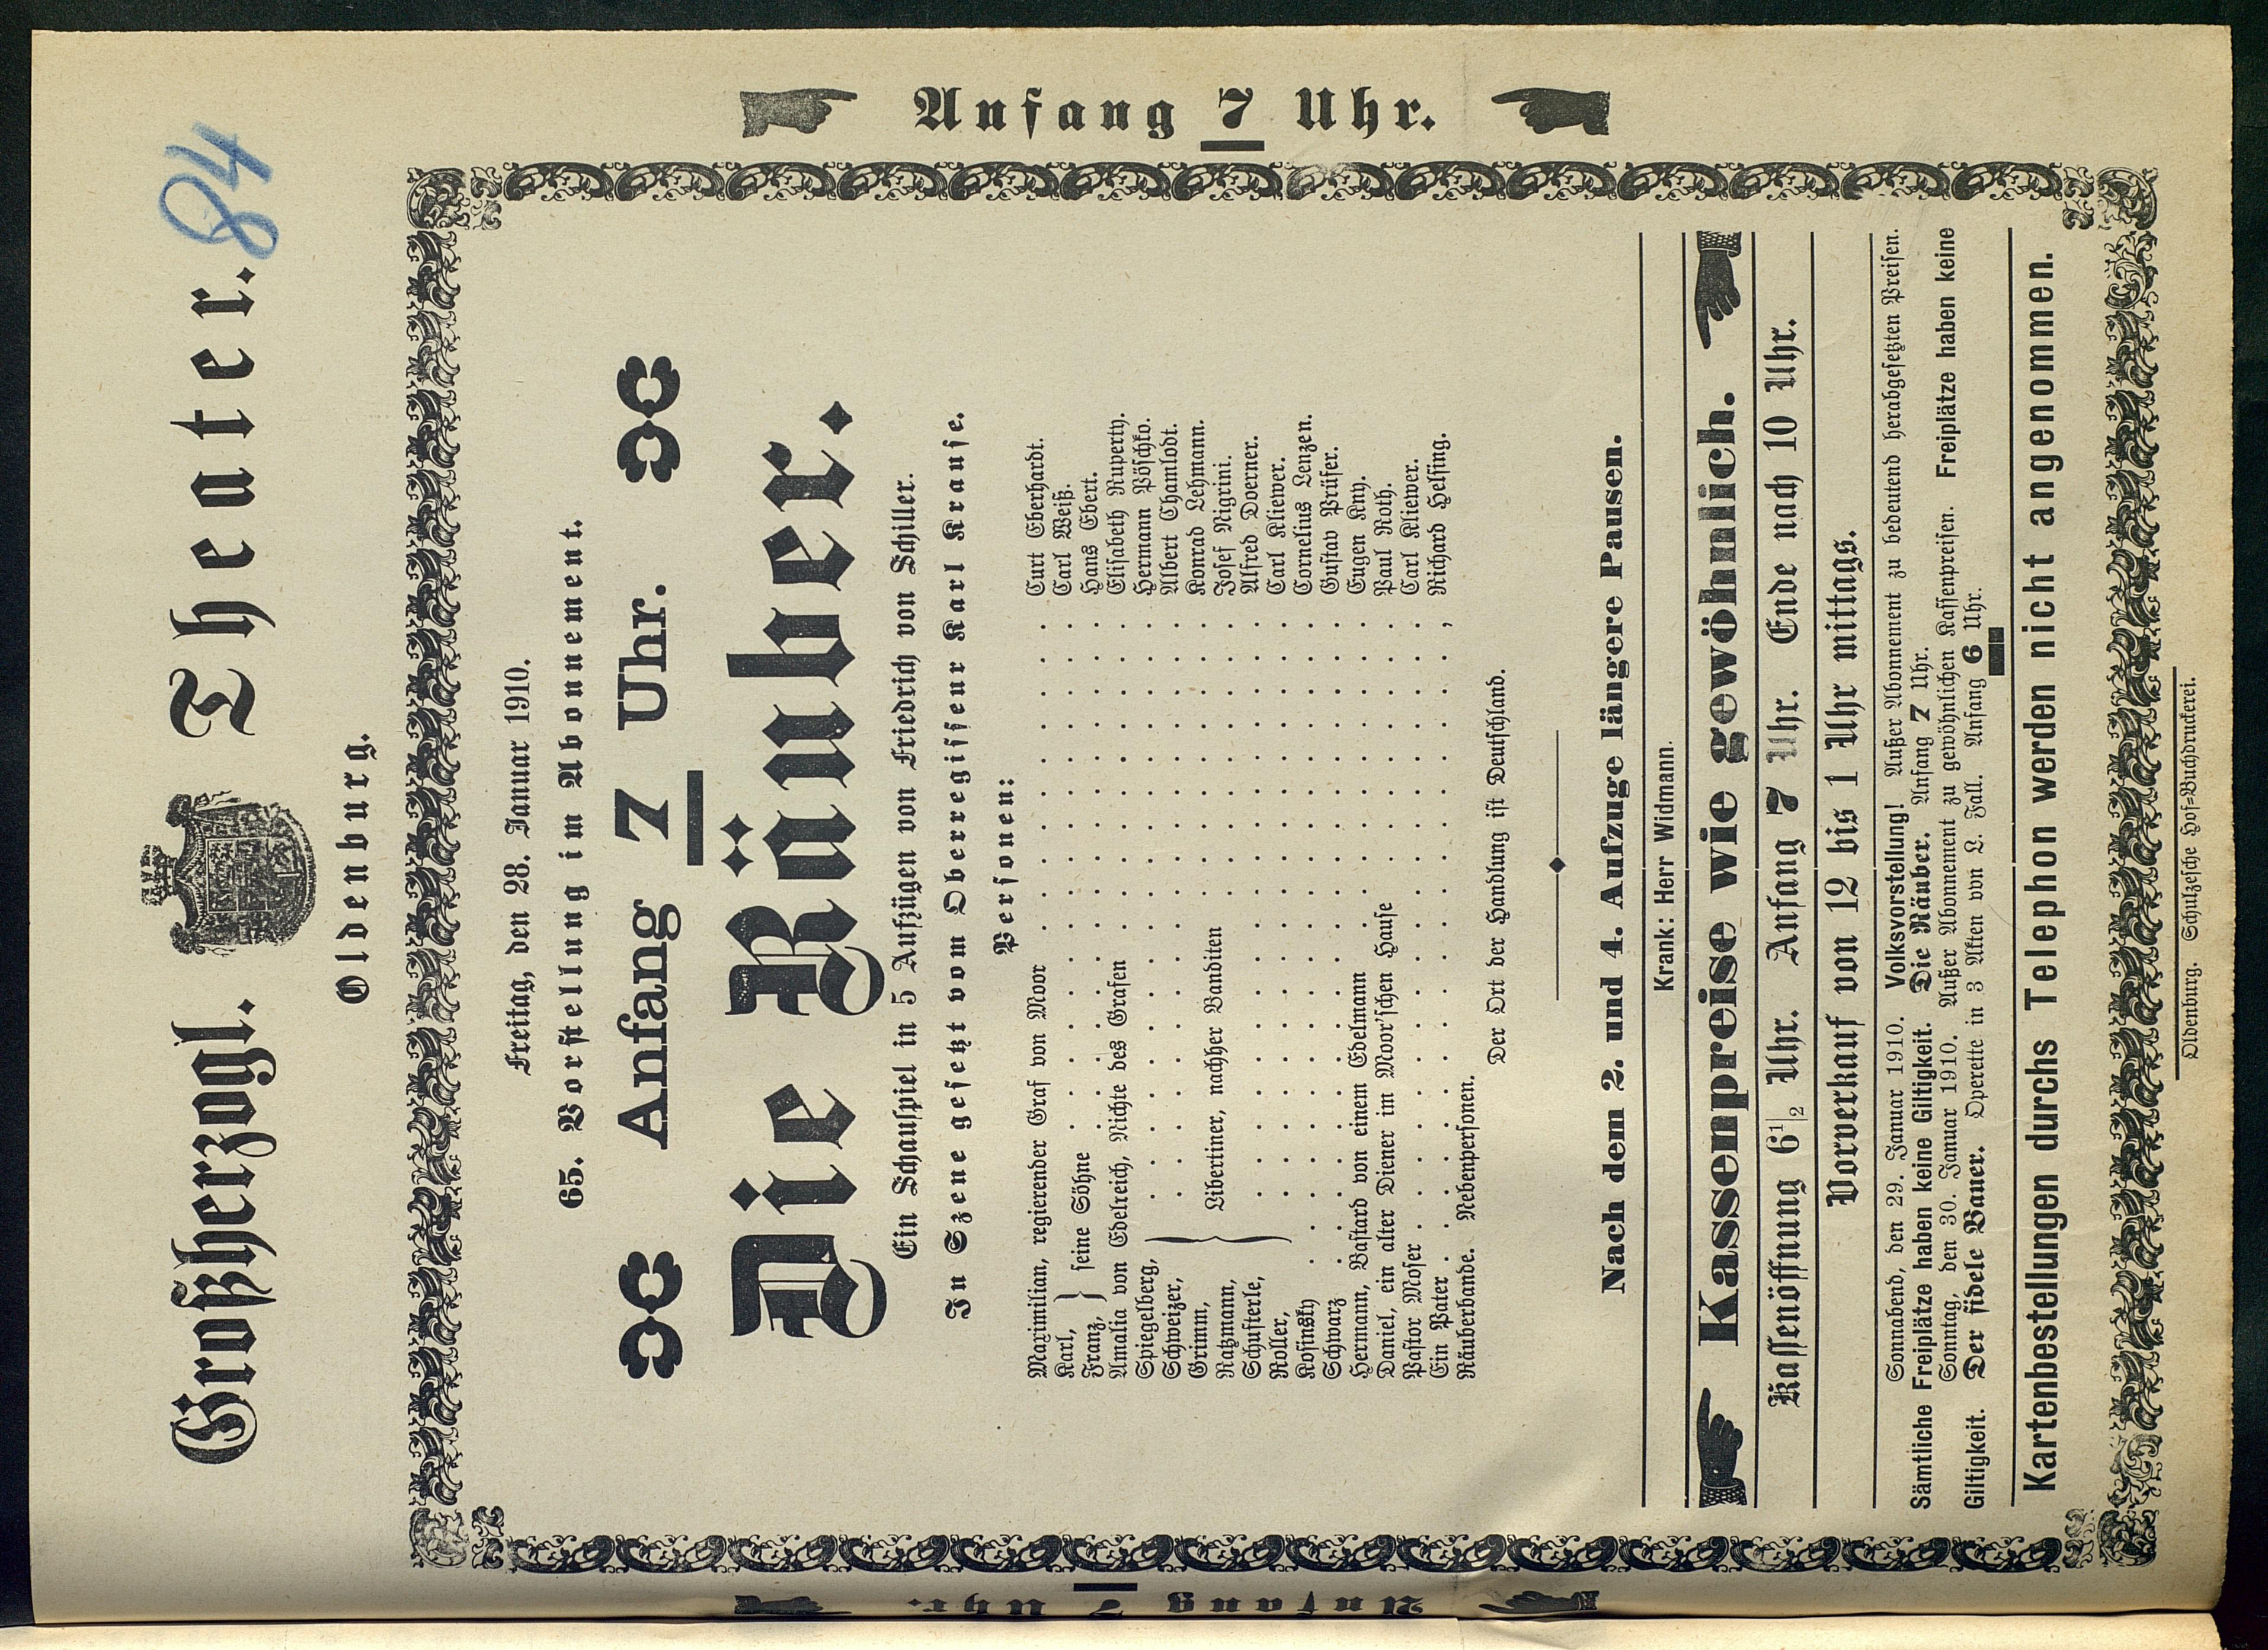 84
Großherzogl. Theater.
Oldenburg.
Freitag, den 28. Januar 1910.
65. Vorstellung im Abonnement.
Anfang 7 Uhr.
Die Räuber.
Ein Schauspiel in 5 Aufzügen von Friedrich von Schiller.
In Szene gesetzt vom Oberregisseur Karl Krause.
Personen:
Maximilian, regierender Graf von Moor . . . Curt Eberhardt.
Karl, } seine Söhne . . . Carl Weiß.
Franz, } . . . Hans Ebert.
Amalia von Edelreich, Nichte des Grafen . . . Elisabeth Ruperty.
Spiegelberg, . . . Hermann Pöschko.
Schweizer, . . . Albert Chamlodt.
Grimm, } Libertiner, nachher Banditen . . . Konrad Lehmann.
Ratzmann, . . . Josef Nigrini.
Schufterle, . . . Alfred Doerner.
Roller, . . . Carl Kliewer.
Kosinsky . . . Cornelius Lenzen.
Schwarz . . . Gustav Prüfer.
Hermann, Bastard von einem Edelmann . . . Eugen Kny.
Daniel, ein alter Diener im Moor'schen Hause . . . Paul Roth.
Pastor Moser . . . Carl Kliewer.
Ein Pater . . . Richard Helsing.
Räuberbande. Nebenpersonen.
Der Ort der Handlung ist Deutschland.
Nach dem 2. und 4. Aufzuge längere Pausen.
Krank: Herr Widmann.
Kassenpreise wie gewöhnlich.
Kassenöffnung 6 1/2 Uhr. Anfang 7 Uhr. Ende nach 10 Uhr.
Vorverkauf von 12 bis 1 Uhr mittags.
Sonnabend, den 29. Januar 1910. Volksvorstellung! Außer Abonnement zu bedeutend herabgesetzten Preisen.
Sämtliche Freiplätze haben keine Giltigkeit. Die Räuber. Anfang 7 Uhr.
Sonntag, den 30. Januar 1910. Außer Abonnement zu gewöhnlichen Kassenpreisen. Freiplätze haben keine
Giltigkeit. Der fidele Bauer. Operette in 3 Akten von L. Fall. Anfang 6 Uhr.
Kartenbestellungen durchs Telephon werden nicht angenommen.
Oldenburg. Schulzesche Hof-Buchdruckerei.
Anfang 7 Uhr.
Anfang 7 Uhr.